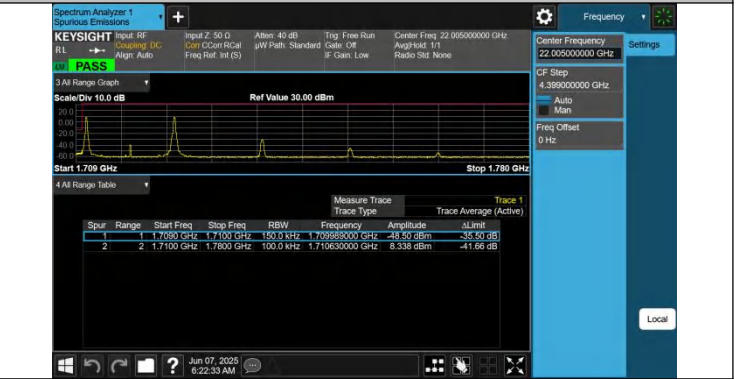 Spectrum Analyzer 1
Spurious Emissions
+
Frequency
KEYSIGHT Input: RF Input Z: 50 Ω Atten: 40 dB Trig: Free Run Center Freq: 22.005000000 GHz
RL Coupling: DC Corr CCorr RCal µW Path: Standard Gate: Off Avg|Hold: 1/1
Align: Auto Freq Ref: Int (S) IF Gain: Low Radio Std: None
PASS
Center Frequency
22.005000000 GHz
Settings
CF Step
4.399000000 GHz
Auto
Man
Freq Offset
0 Hz
3 All Range Graph
Scale/Div 10.0 dB Ref Value 30.00 dBm
20.0
0.00
-20.0
-40.0
-60.0
Start 1.709 GHz Stop 1.780 GHz
4 All Range Table
Measure Trace Trace 1
Trace Type Trace Average (Active)
Spur Range Start Freq Stop Freq RBW Frequency Amplitude ΔLimit
1 1 1.7090 GHz 1.7100 GHz 150.0 kHz 1.709989000 GHz -48.50 dBm -35.50 dB
2 2 1.7100 GHz 1.7800 GHz 100.0 kHz 1.710630000 GHz 8.338 dBm -41.66 dB
Local
? Jun 07, 2025
6:22:33 AM